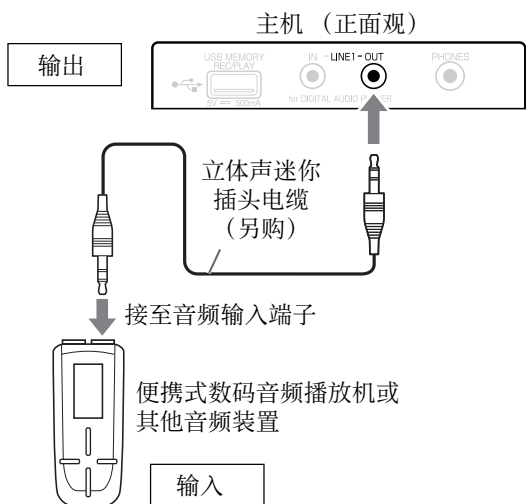 主机 （正面观）
输出
USB MEMORY
REC/PLAY
5V ⎓ 500mA
IN - LINE1 - OUT
for DIGITAL AUDIO PLAYER
PHONES
立体声迷你
插头电缆
（另购）
接至音频输入端子
便携式数码音频播放机或
其他音频装置
输入